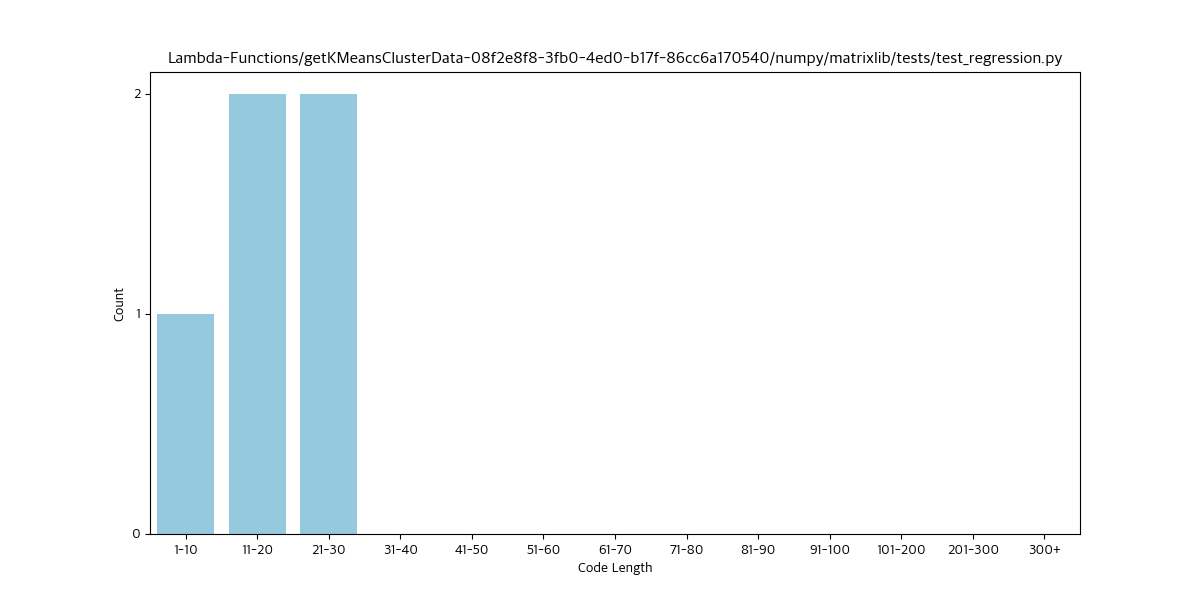 Lambda-Functions/getKMeansClusterData-08f2e8f8-3fb0-4ed0-b17f-86cc6a170540/numpy/matrixlib/tests/test_regression.py
2
1
0
Count
1-10 11-20 21-30 31-40 41-50 51-60 61-70 71-80 81-90 91-100 101-200 201-300 300+
Code Length